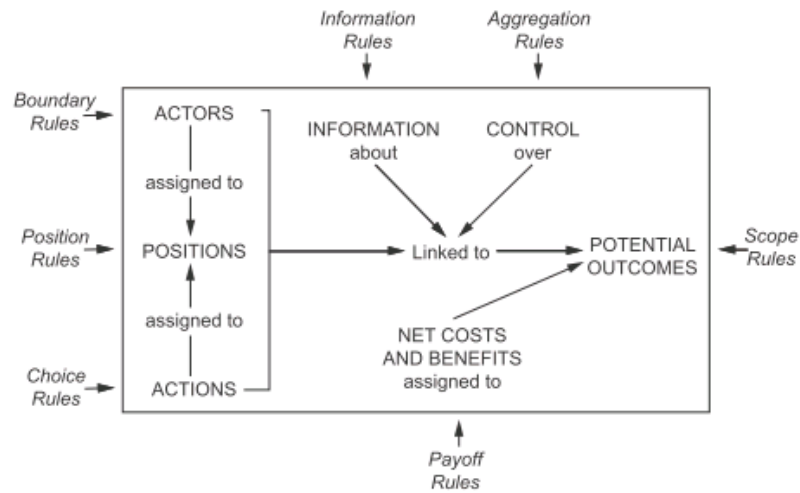 Information
Rules
Aggregation
Rules
Boundary
Rules
ACTORS
INFORMATION
about
CONTROL
over
assigned to
Position
Rules
POSITIONS
Linked to
POTENTIAL
OUTCOMES
Scope
Rules
assigned to
NET COSTS
AND BENEFITS
assigned to
Choice
Rules
ACTIONS
Payoff
Rules